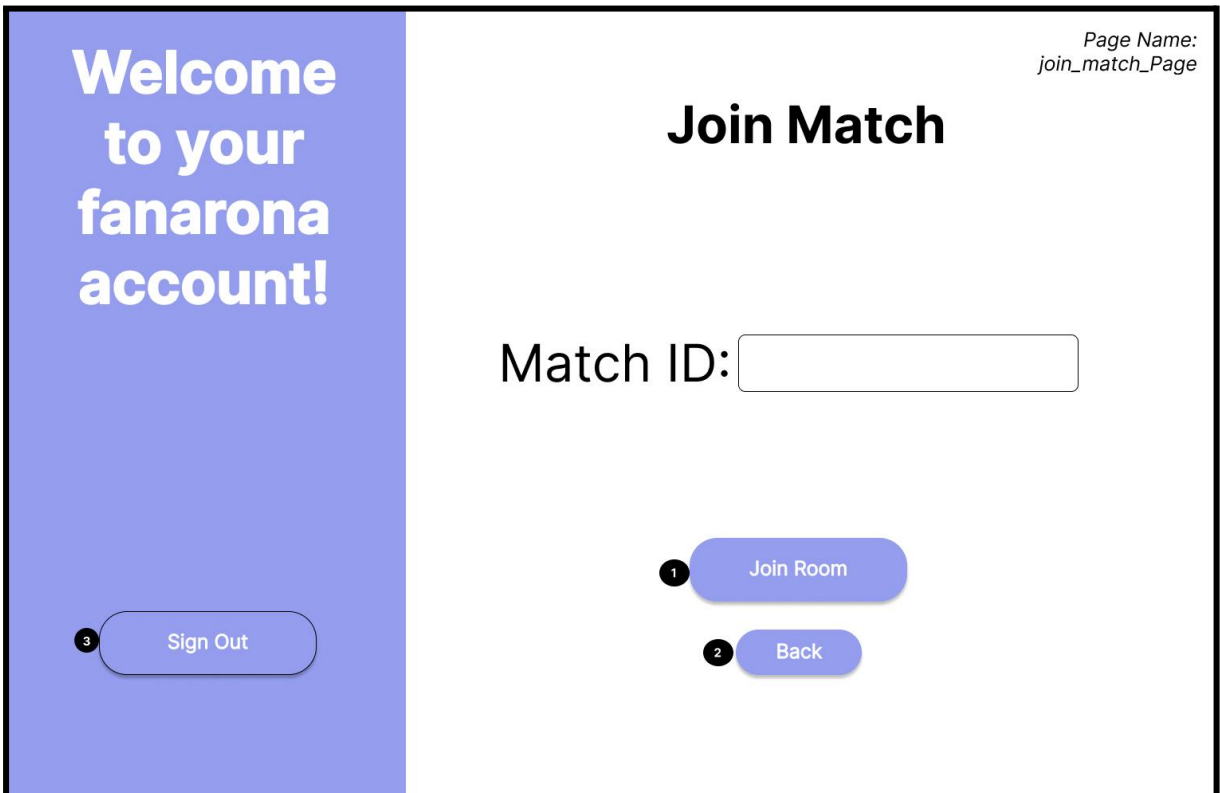 Welcome
to your
fanarona
account!
3
Sign Out
Page Name:
join_match_Page
Join Match
Match ID:
1
Join Room
2
Back